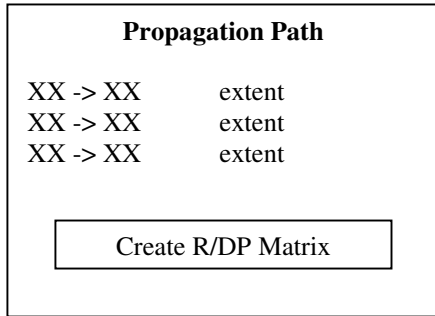 Propagation Path
XX -> XX extent
XX -> XX extent
XX -> XX extent
Create R/DP Matrix